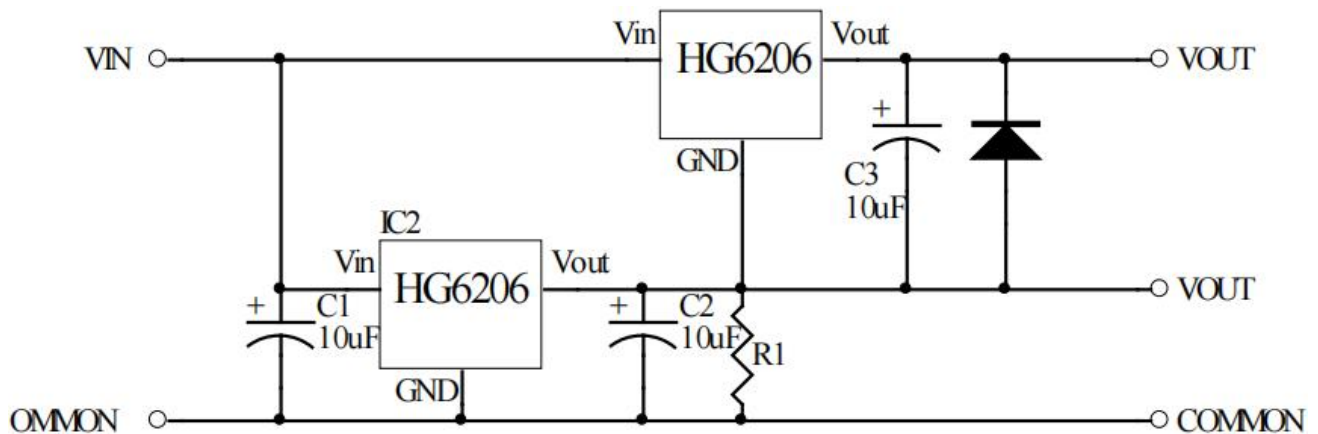 VIN
Vin
HG6206
Vout
VOUT
GND
+
C3
10uF
IC2
Vin
HG6206
Vout
VOUT
+
C1
10uF
+
C2
10uF
R1
GND
OMMON
COMMON